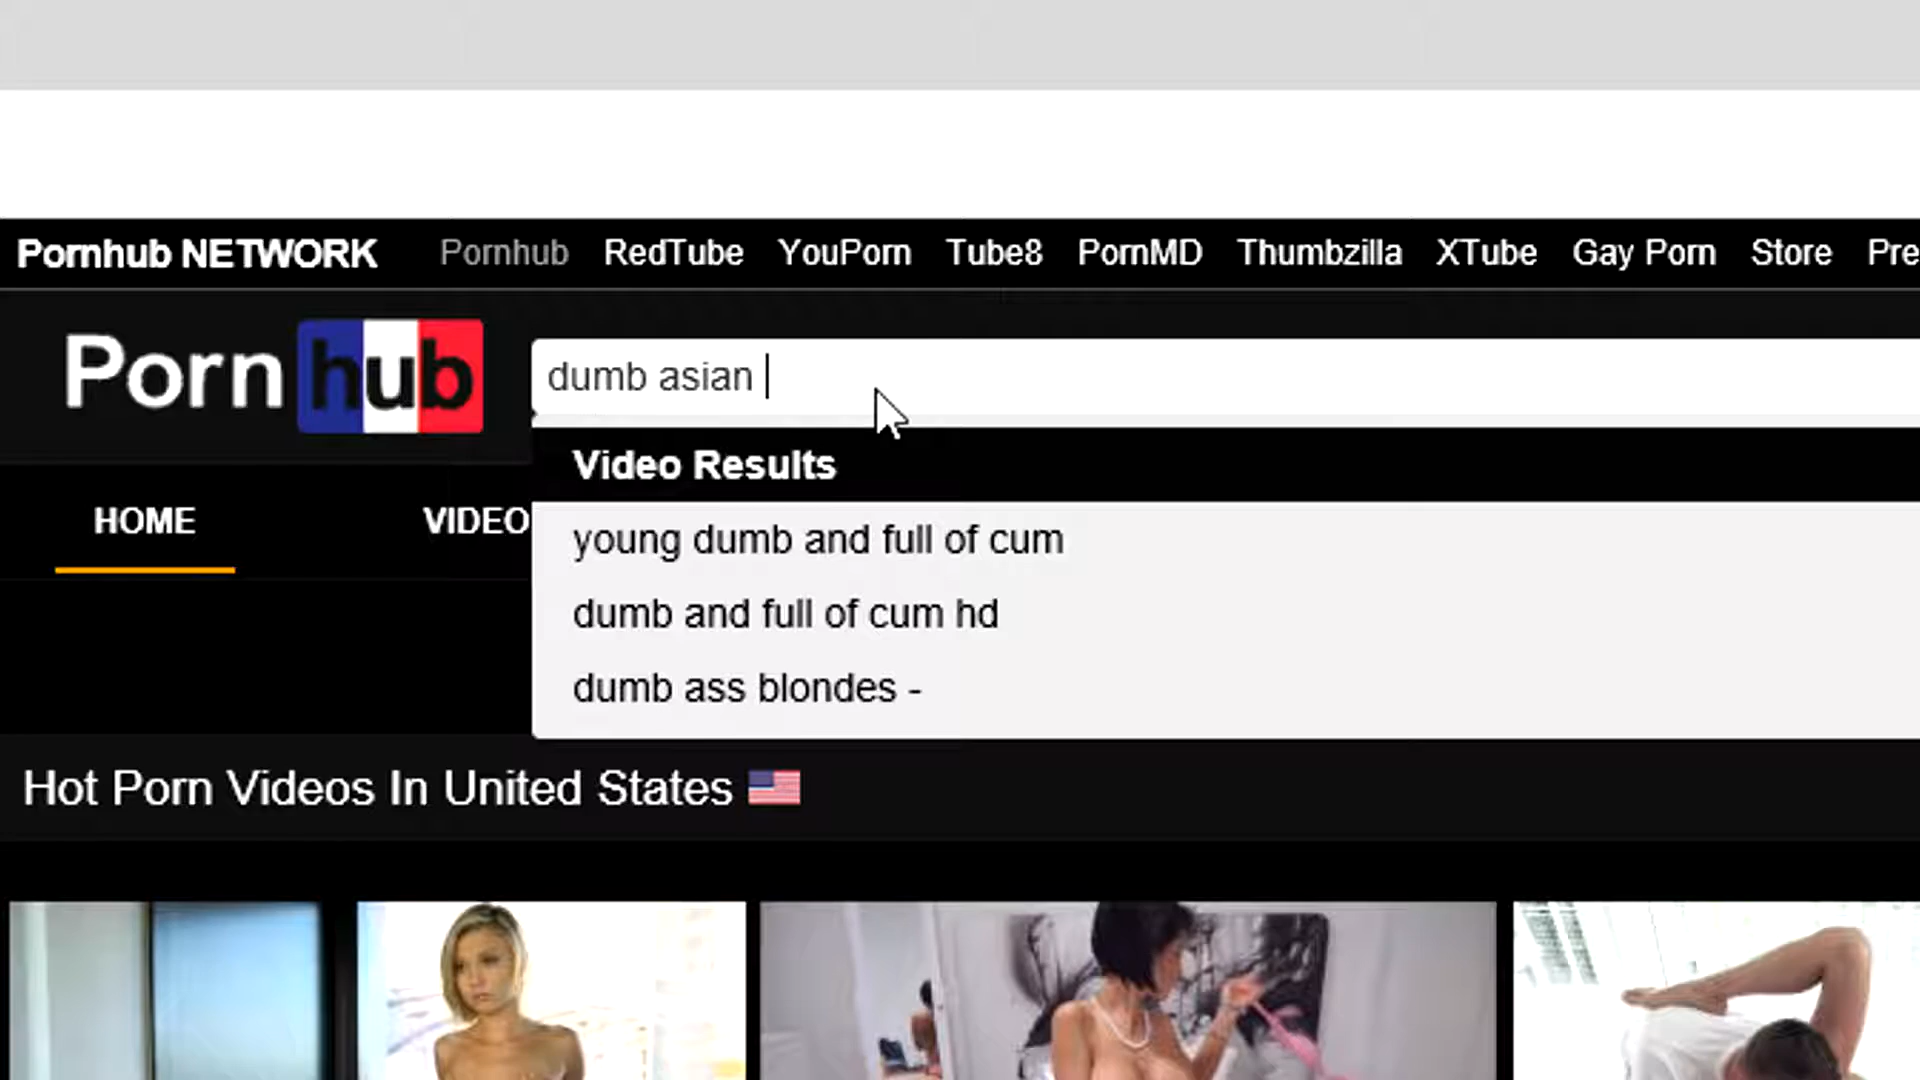 Pornhub NETWORK Pornhub RedTube YouPorn Tube8 PornMD Thumbzilla XTube Gay Porn Store Pre
Porn hub
dumb asian
Video Results
HOME VIDEO
young dumb and full of cum
dumb and full of cum hd
dumb ass blondes -
Hot Porn Videos In United States